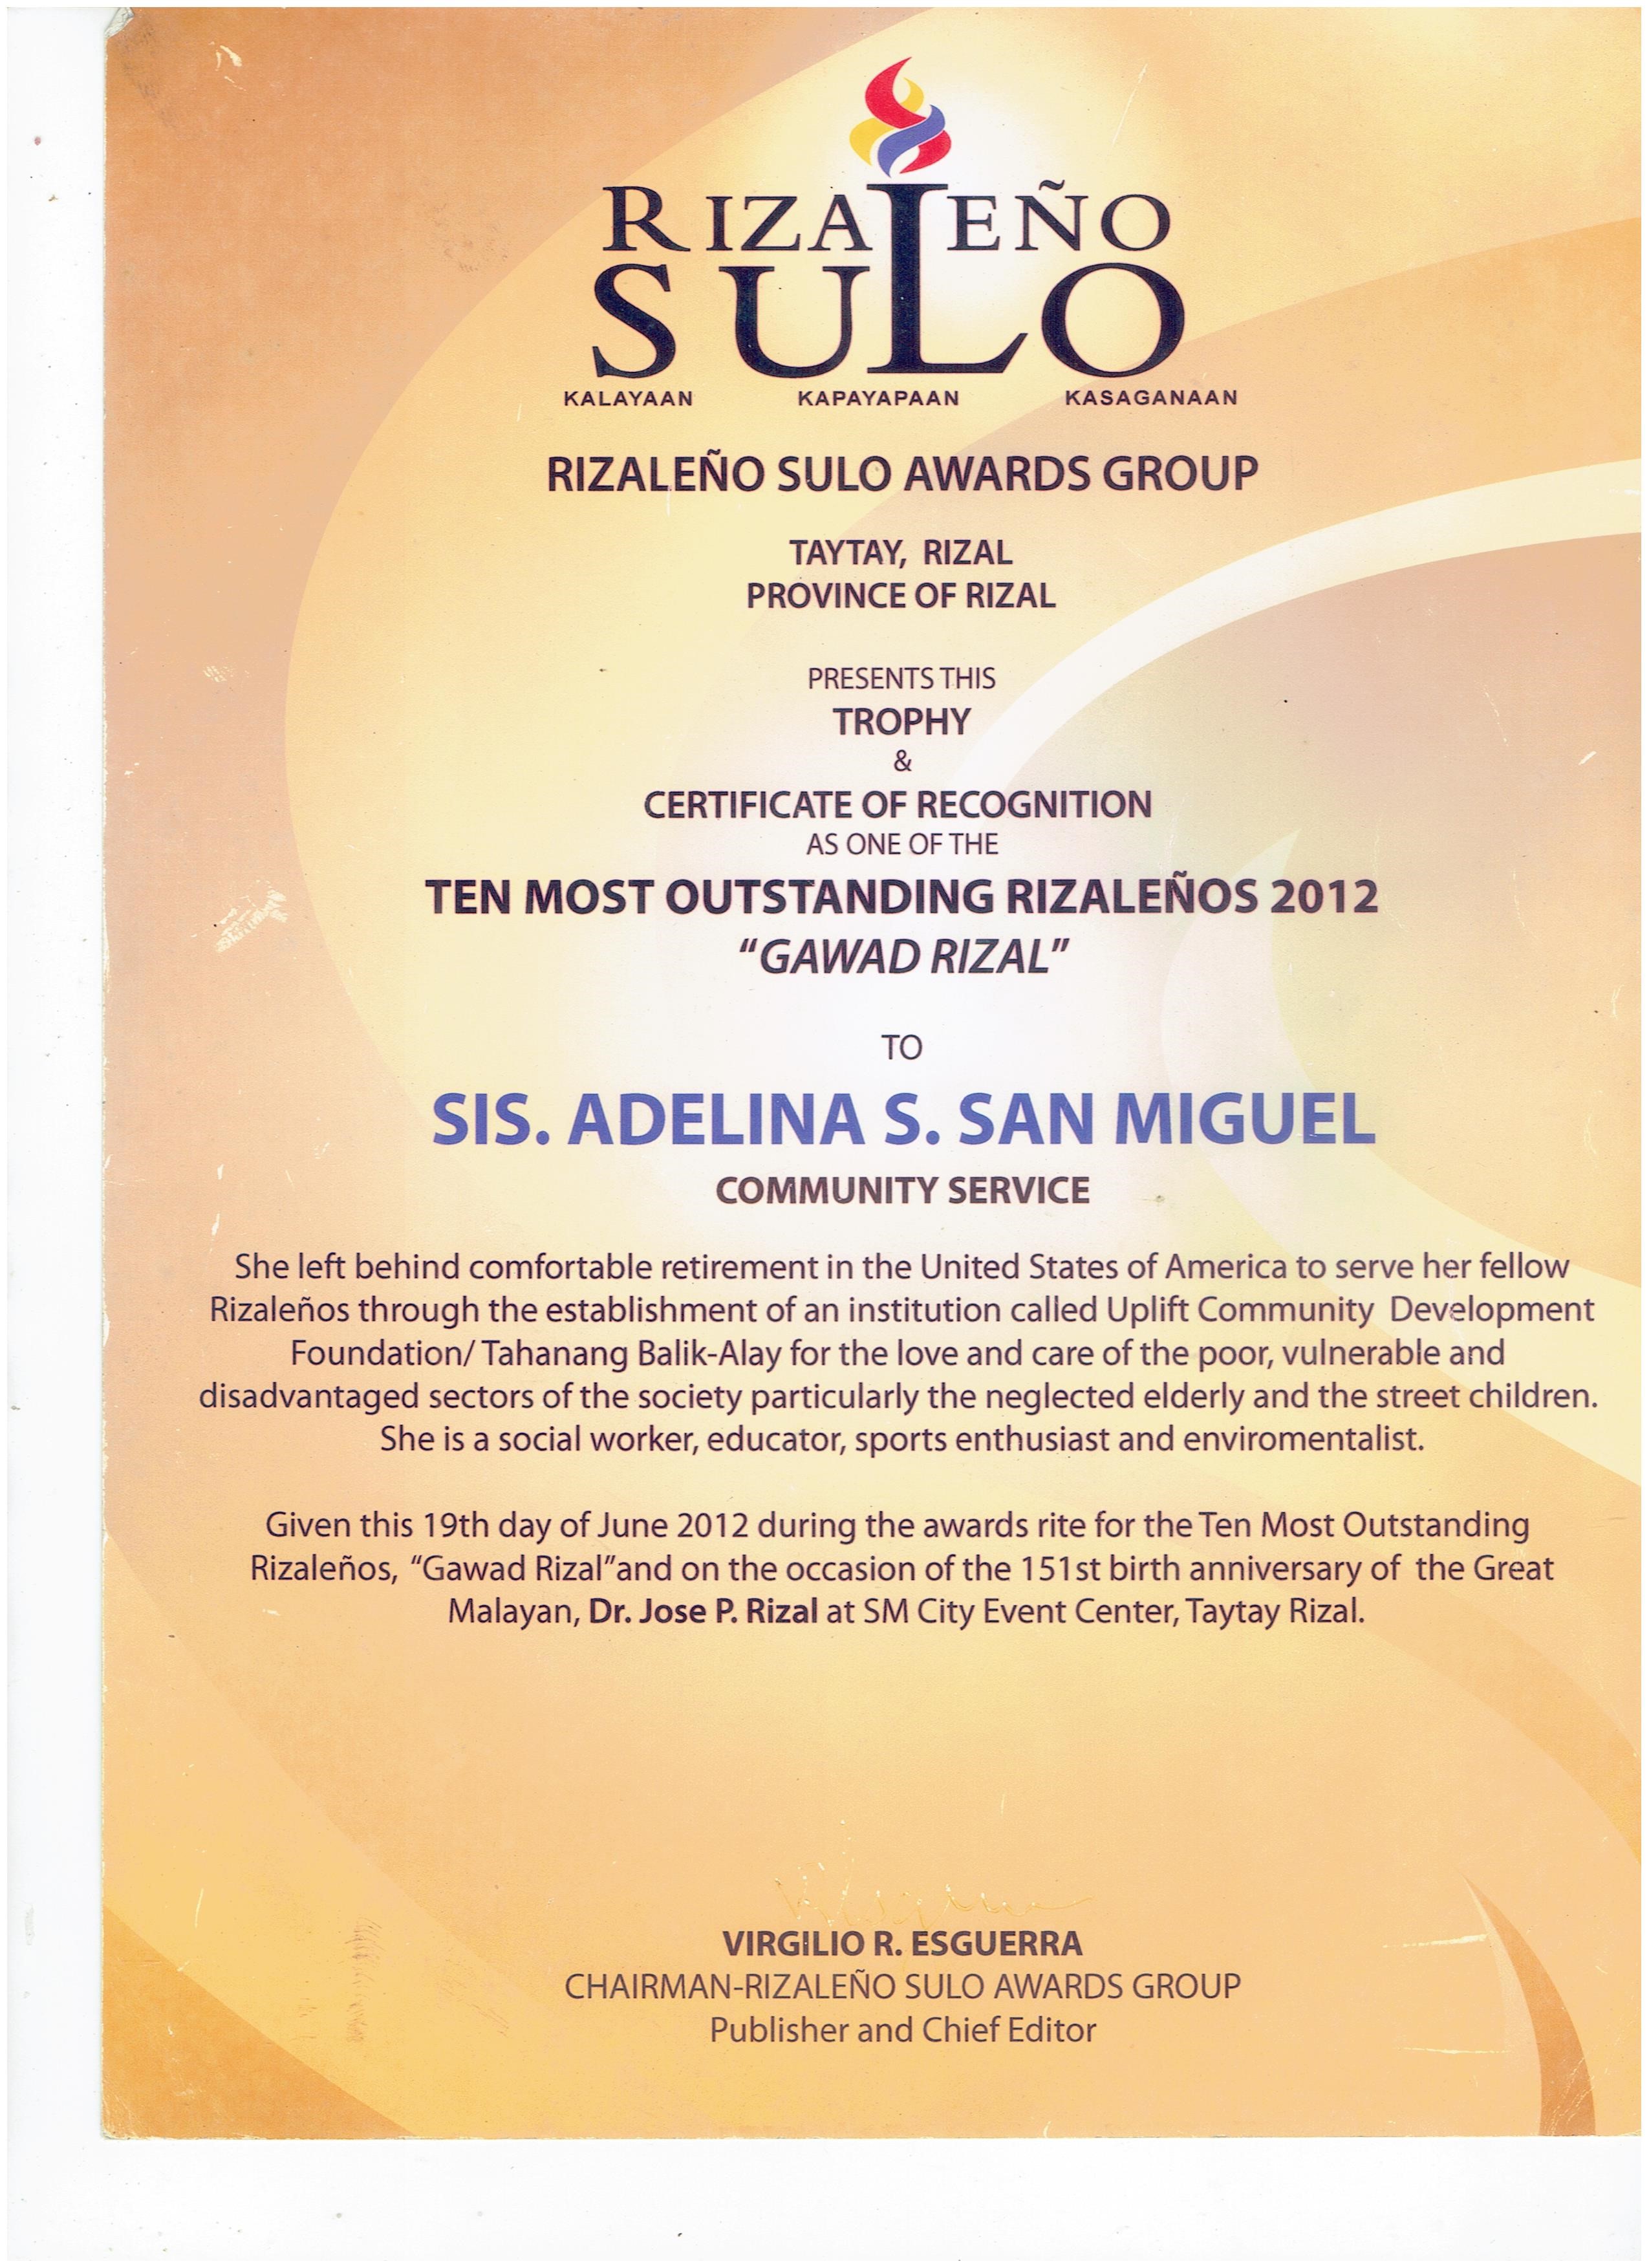 RIZALEÑO
SULO
KALAYAAN KAPAYAPAAN KASAGANAAN
RIZALEÑO SULO AWARDS GROUP
TAYTAY, RIZAL
PROVINCE OF RIZAL
PRESENTS THIS
TROPHY
&
CERTIFICATE OF RECOGNITION
AS ONE OF THE
TEN MOST OUTSTANDING RIZALEÑOS 2012
“GAWAD RIZAL”
TO
SIS. ADELINA S. SAN MIGUEL
COMMUNITY SERVICE
She left behind comfortable retirement in the United States of America to serve her fellow
Rizaleños through the establishment of an institution called Uplift Community Development
Foundation/ Tahanang Balik-Alay for the love and care of the poor, vulnerable and
disadvantaged sectors of the society particularly the neglected elderly and the street children.
She is a social worker, educator, sports enthusiast and enviromentalist.
Given this 19th day of June 2012 during the awards rite for the Ten Most Outstanding
Rizaleños, “Gawad Rizal”and on the occasion of the 151st birth anniversary of the Great
Malayan, Dr. Jose P. Rizal at SM City Event Center, Taytay Rizal.
VIRGILIO R. ESGUERRA
CHAIRMAN-RIZALEÑO SULO AWARDS GROUP
Publisher and Chief Editor